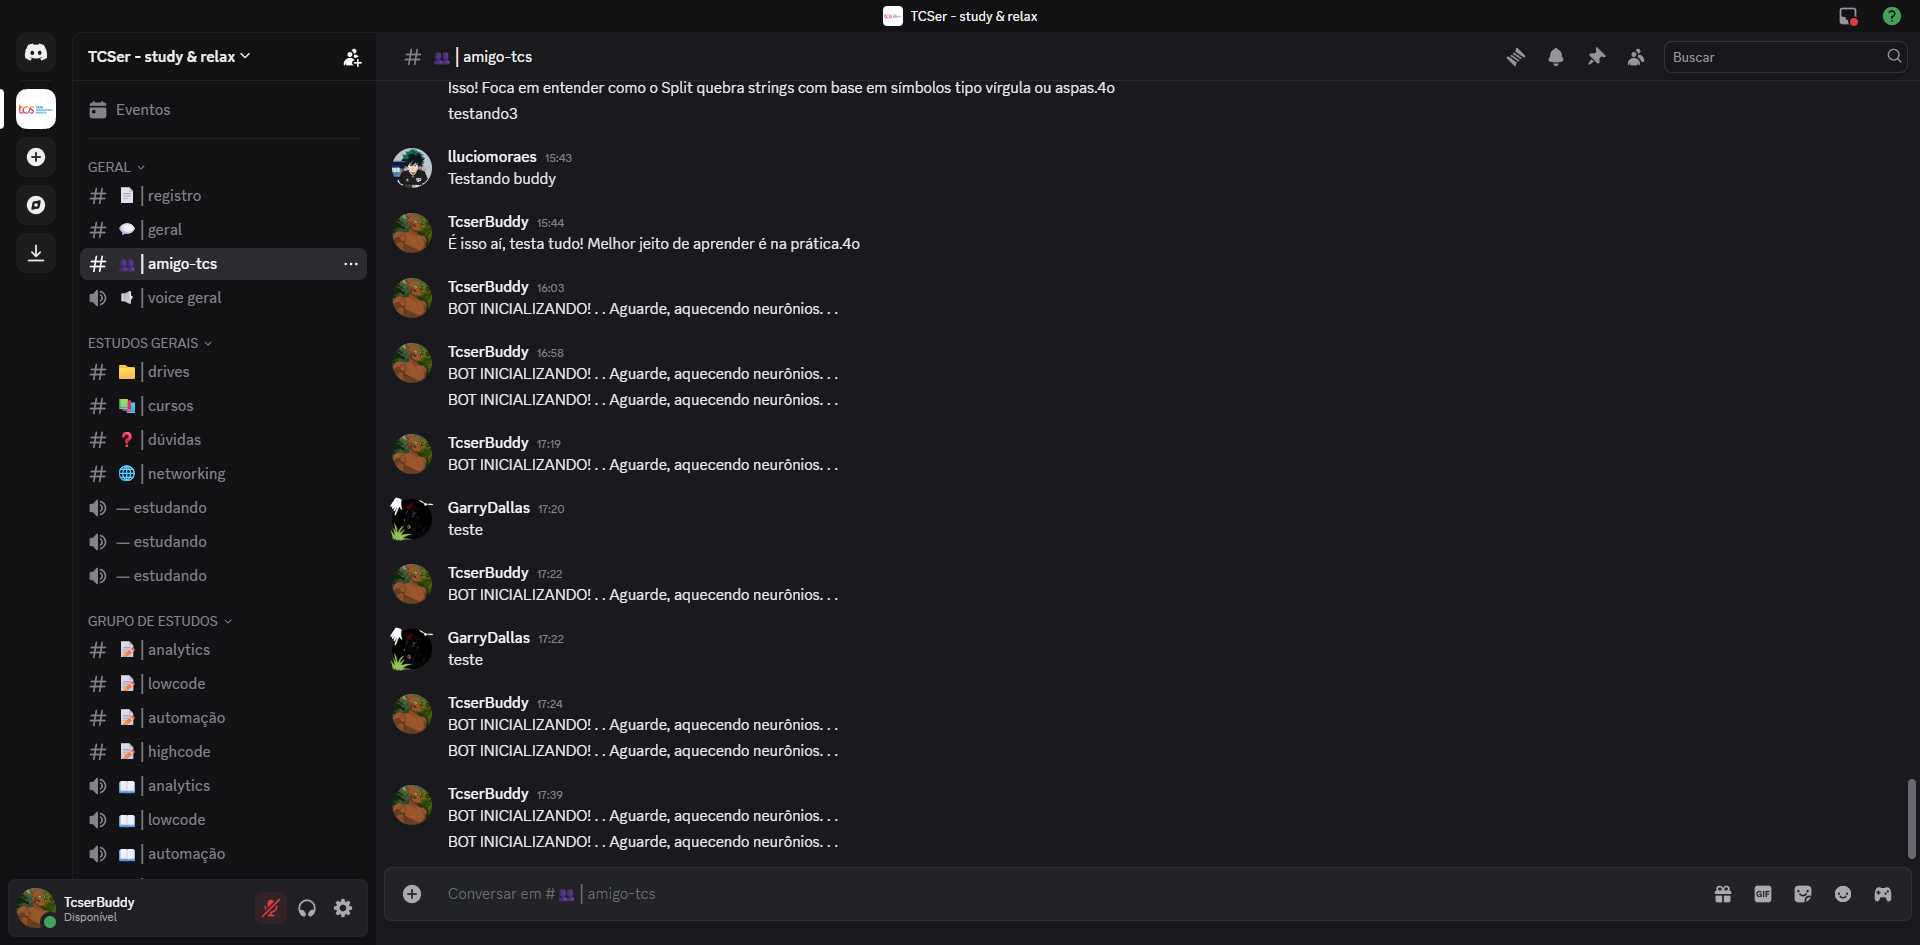 TCSer - study & relax
TCSer - study & relax
Eventos
GERAL
# | registro
# | geral
# | amigo-tcs
| voice geral
ESTUDOS GERAIS
# | drives
# | cursos
# ❓ | dúvidas
# | networking
— estudando
— estudando
— estudando
GRUPO DE ESTUDOS
# | analytics
# | lowcode
# | automação
# | highcode
| analytics
| lowcode
| automação
TcserBuddy
Disponível
# | amigo-tcs
Buscar
Isso! Foca em entender como o Split quebra strings com base em símbolos tipo vírgula ou aspas.4o
testando3
lluciomoraes 15:43
Testando buddy
TcserBuddy 15:44
É isso aí, testa tudo! Melhor jeito de aprender é na prática.4o
TcserBuddy 16:03
BOT INICIALIZANDO! . . Aguarde, aquecendo neurônios. . .
TcserBuddy 16:58
BOT INICIALIZANDO! . . Aguarde, aquecendo neurônios. . .
BOT INICIALIZANDO! . . Aguarde, aquecendo neurônios. . .
TcserBuddy 17:19
BOT INICIALIZANDO! . . Aguarde, aquecendo neurônios. . .
GarryDallas 17:20
teste
TcserBuddy 17:22
BOT INICIALIZANDO! . . Aguarde, aquecendo neurônios. . .
GarryDallas 17:22
teste
TcserBuddy 17:24
BOT INICIALIZANDO! . . Aguarde, aquecendo neurônios. . .
BOT INICIALIZANDO! . . Aguarde, aquecendo neurônios. . .
TcserBuddy 17:39
BOT INICIALIZANDO! . . Aguarde, aquecendo neurônios. . .
BOT INICIALIZANDO! . . Aguarde, aquecendo neurônios. . .
Conversar em # | amigo-tcs
GIF